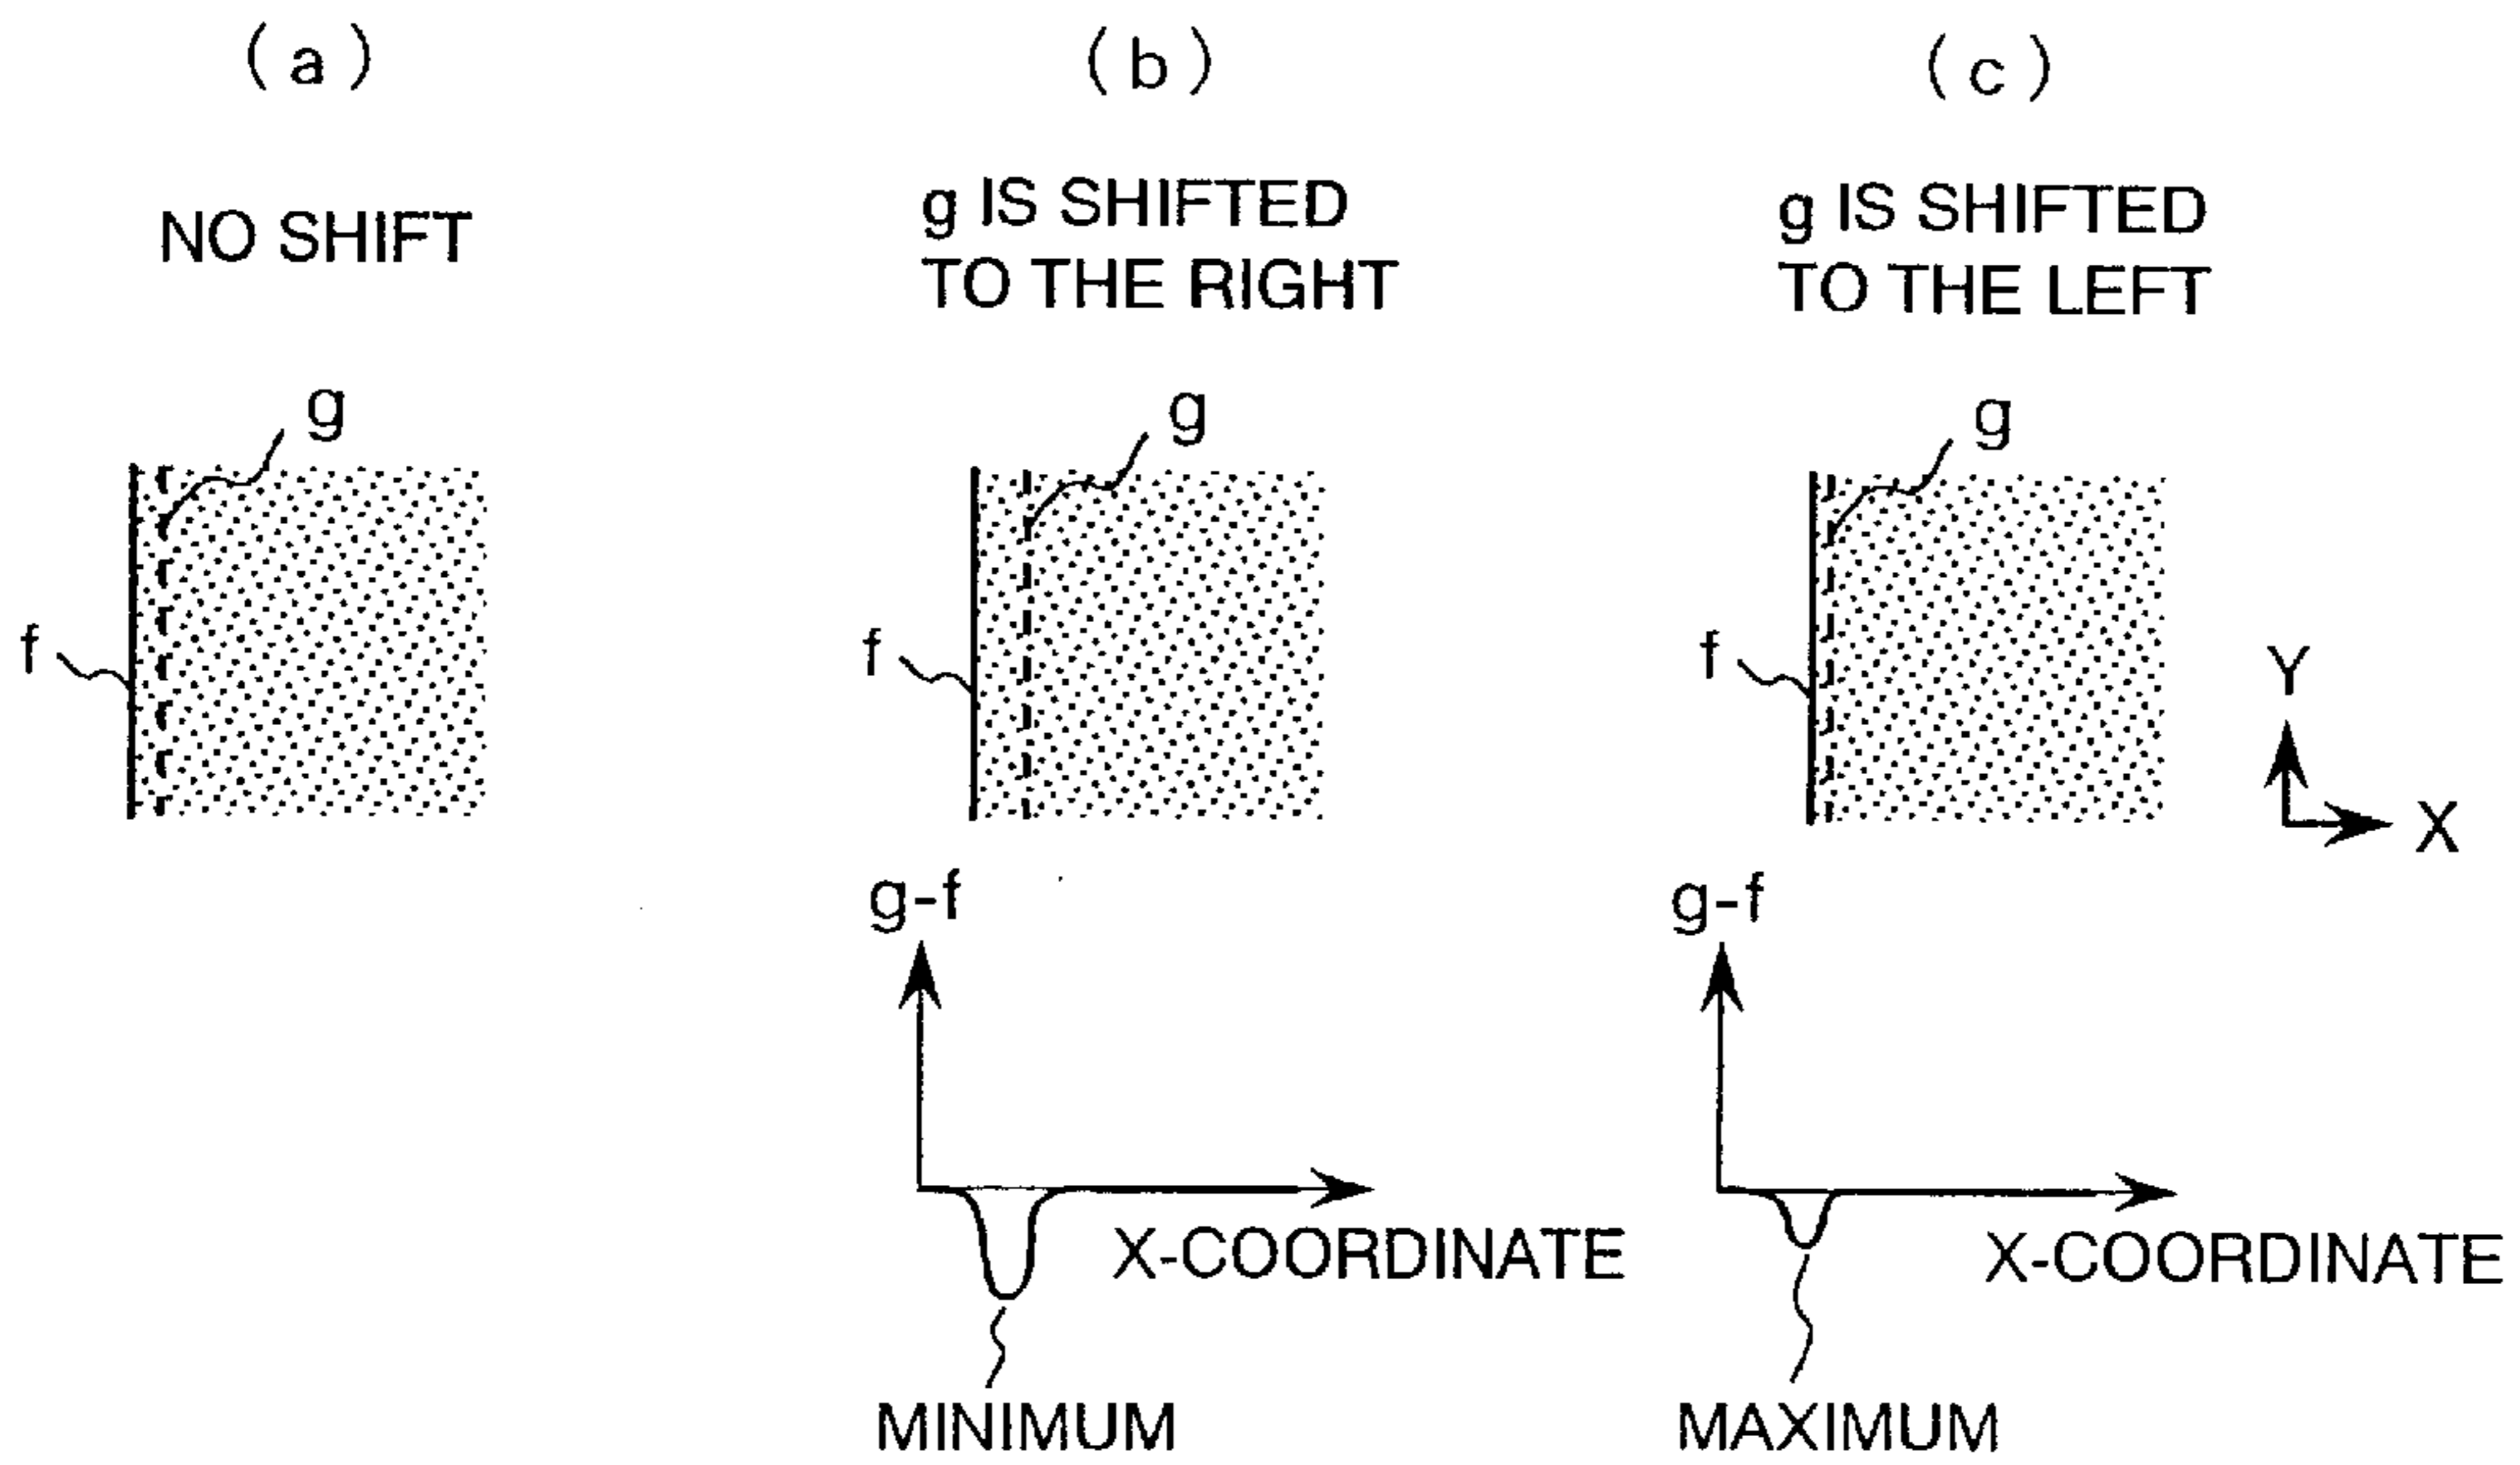 (a)
NO SHIFT
g
f
(b)
g IS SHIFTED
TO THE RIGHT
g
f
g-f
X-COORDINATE
MINIMUM
(c)
g IS SHIFTED
TO THE LEFT
g
f
Y
X
g-f
X-COORDINATE
MAXIMUM